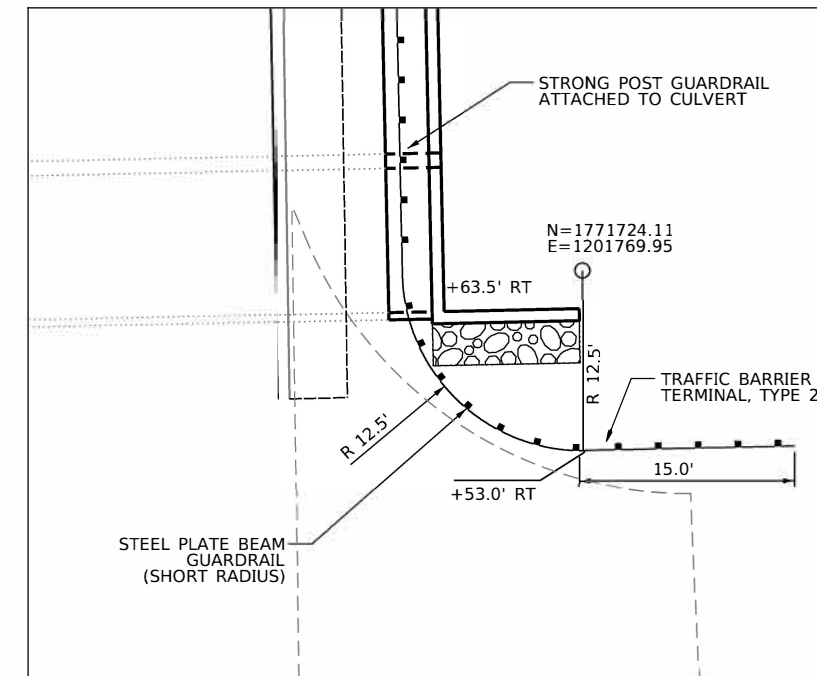 STRONG POST GUARDRAIL
ATTACHED TO CULVERT
N=1771724.11
E=1201769.95
+63.5' RT
R 12.5'
TRAFFIC BARRIER
TERMINAL, TYPE 2
R 12.5'
15.0'
+53.0' RT
STEEL PLATE BEAM
GUARDRAIL
(SHORT RADIUS)